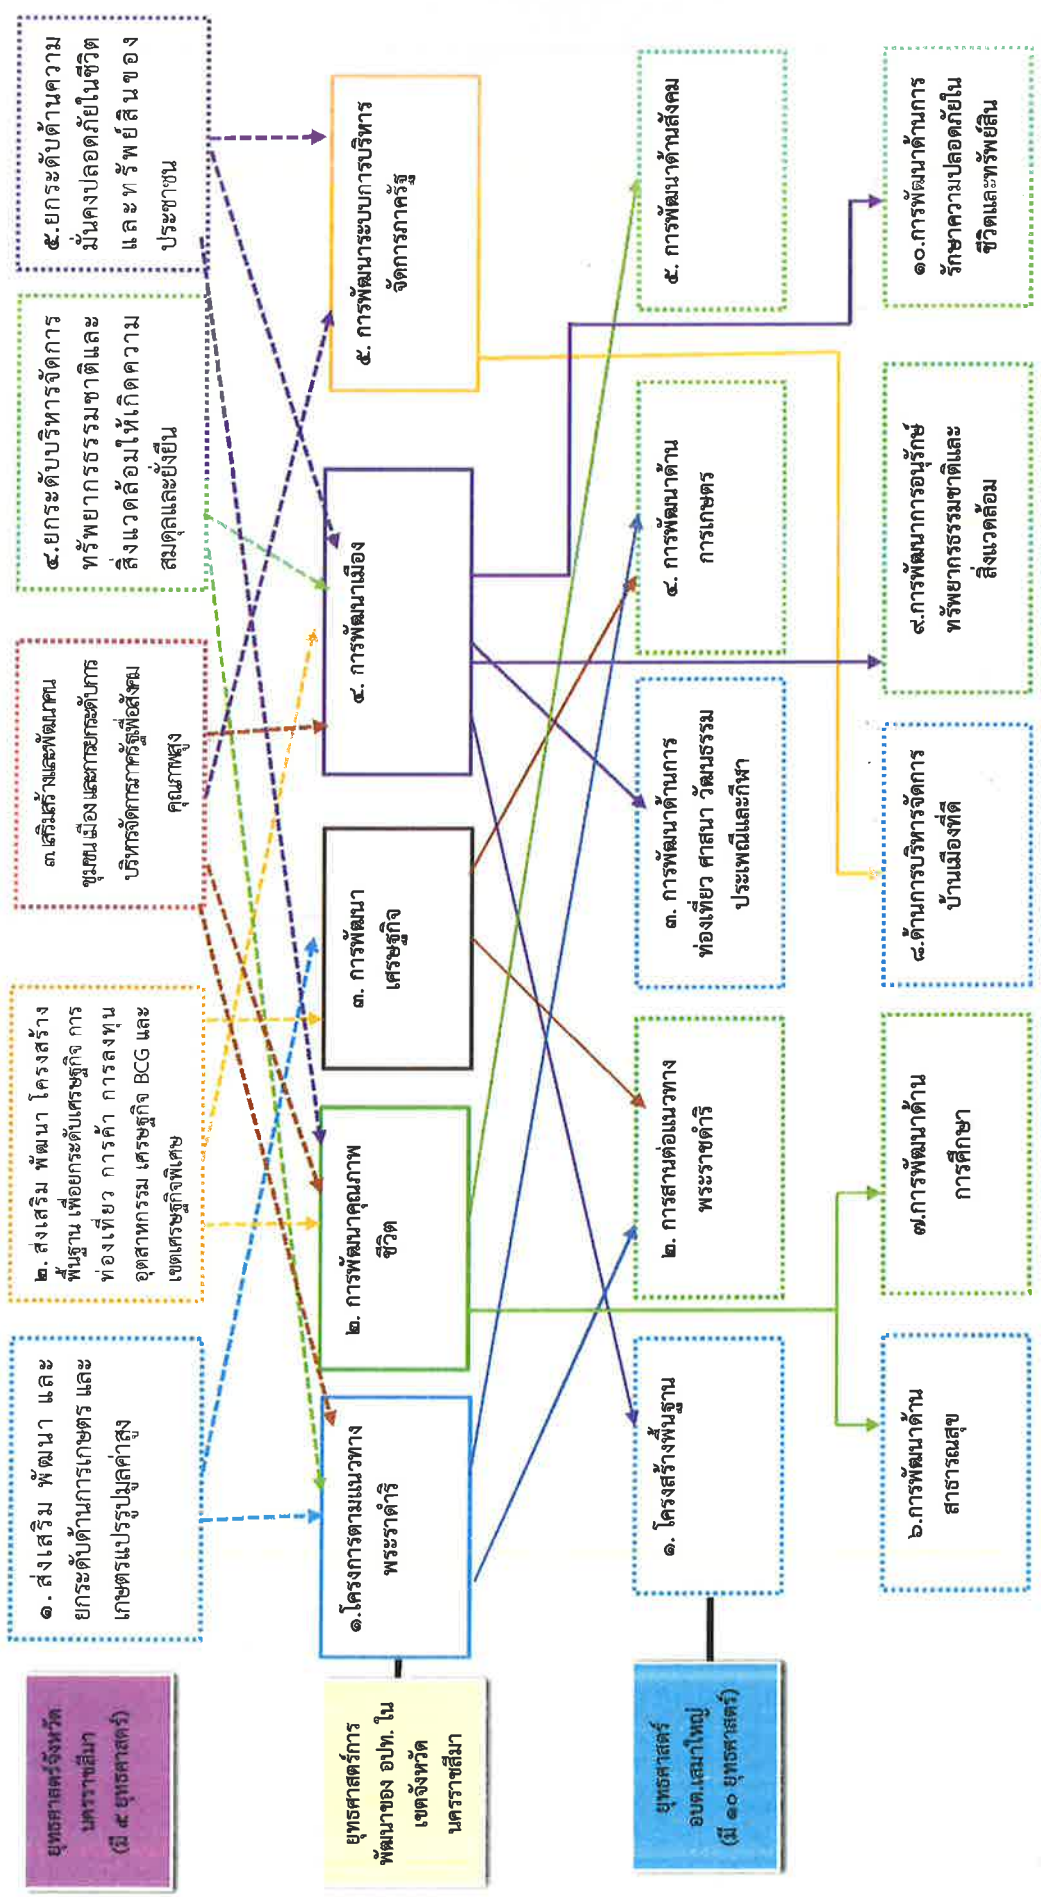 ยุทธศาสตร์จังหวัด
นครราชสีมา
(มี ๕ ยุทธศาสตร์)
๑. ส่งเสริม พัฒนา และ
ยกระดับด้านการเกษตร และ
เกษตรแปรรูปมูลค่าสูง
๒. ส่งเสริม พัฒนา โครงสร้าง
พื้นฐาน เพื่อยกระดับเศรษฐกิจ การ
ท่องเที่ยว การค้า การลงทุน
อุตสาหกรรม เศรษฐกิจ BCG และ
เขตเศรษฐกิจพิเศษ
๓.เสริมสร้างและพัฒนาคน
ชุมชน เมือง และการยกระดับการ
บริหารจัดการภาครัฐเพื่อสังคม
คุณภาพสูง
๔.ยกระดับบริหารจัดการ
ทรัพยากรธรรมชาติและ
สิ่งแวดล้อมให้เกิดความ
สมดุลและยั่งยืน
๕.ยกระดับด้านความ
มั่นคงปลอดภัยในชีวิต
และทรัพย์สินของ
ประชาชน
ยุทธศาสตร์การ
พัฒนาของ อปท. ใน
เขตจังหวัด
นครราชสีมา
๑.โครงการตามแนวทาง
พระราดำริ
๒. การพัฒนาคุณภาพ
ชีวิต
๓. การพัฒนา
เศรษฐกิจ
๔. การพัฒนาเมือง
๕. การพัฒนาระบบการบริหาร
จัดการภาครัฐ
ยุทธศาสตร์
อบต.เสมาใหญ่
(มี ๑๐ ยุทธศาสตร์)
๑. โครงสร้างพื้นฐาน
๒. การสานต่อแนวทาง
พระราชดำริ
๓. การพัฒนาด้านการ
ท่องเที่ยว ศาสนา วัฒนธรรม
ประเพณีและกีฬา
๔. การพัฒนาด้าน
การเกษตร
๕. การพัฒนาด้านสังคม
๖.การพัฒนาด้าน
สาธารณสุข
๗.การพัฒนาด้าน
การศึกษา
๘.ด้านการบริหารจัดการ
บ้านเมืองที่ดี
๙.การพัฒนาการอนุรักษ์
ทรัพยากรธรรมชาติและ
สิ่งแวดล้อม
๑๐.การพัฒนาด้านการ
รักษาความปลอดภัยใน
ชีวิตและทรัพย์สิน